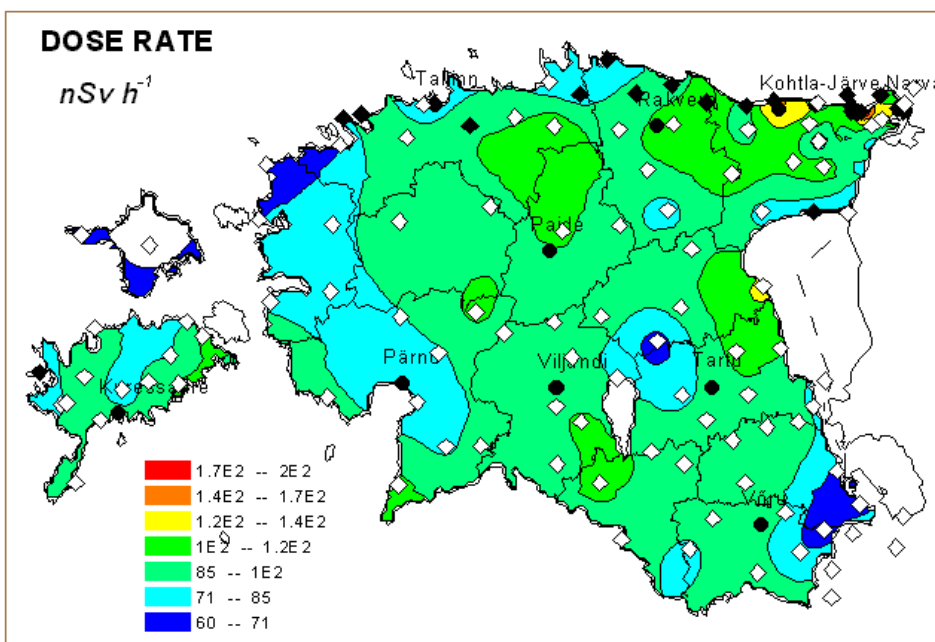 DOSE RATE
nSv h⁻¹
Tallinn
Kohtla-Järve
Narva
Rakvere
Paide
Pärnu
Viljandi
Tartu
Kuressaare
Võru
1.7E2 -- 2E2
1.4E2 -- 1.7E2
1.2E2 -- 1.4E2
1E2 -- 1.2E2
85 -- 1E2
71 -- 85
60 -- 71